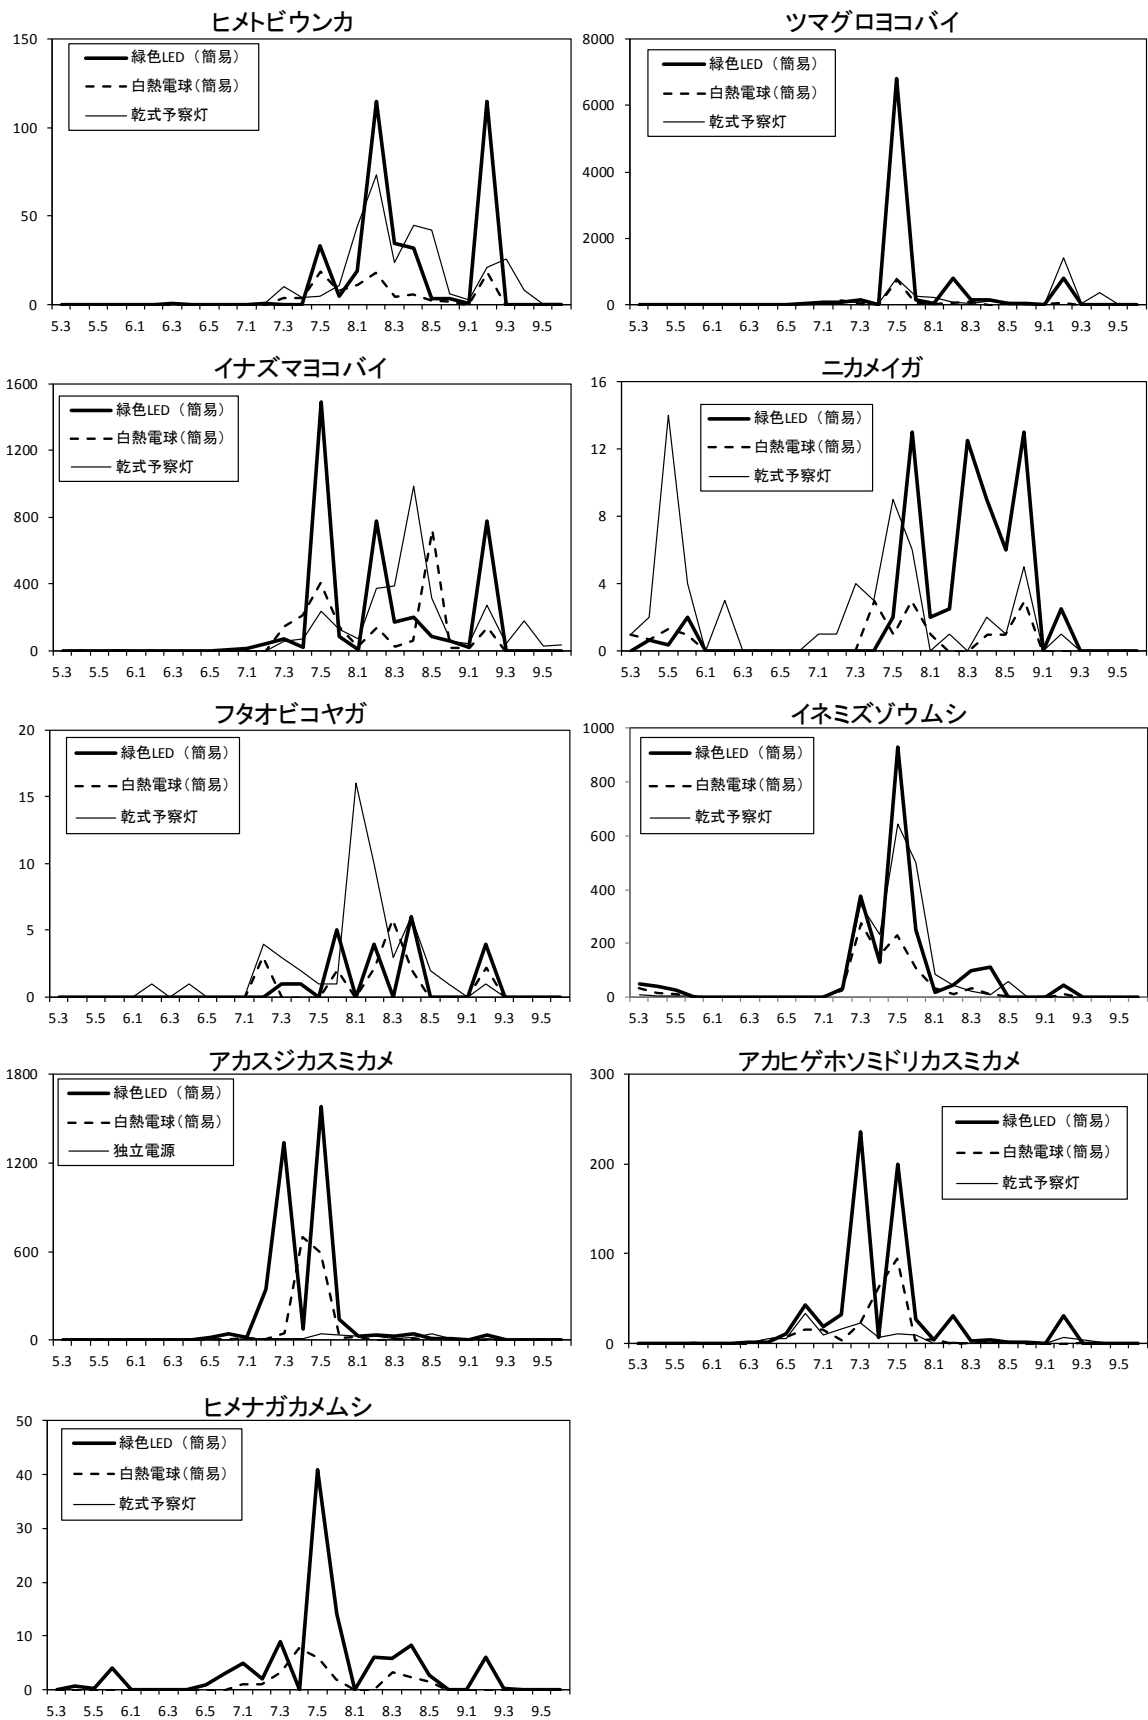 ヒメトビウンカ
150
100
50
0
緑色LED（簡易）
白熱電球（簡易）
乾式予察灯
5.3 5.5 6.1 6.3 6.5 7.1 7.3 7.5 8.1 8.3 8.5 9.1 9.3 9.5
ツマグロヨコバイ
8000
6000
4000
2000
0
緑色LED（簡易）
白熱電球（簡易）
乾式予察灯
5.3 5.5 6.1 6.3 6.5 7.1 7.3 7.5 8.1 8.3 8.5 9.1 9.3 9.5
イナズマヨコバイ
1600
1200
800
400
0
緑色LED（簡易）
白熱電球（簡易）
乾式予察灯
5.3 5.5 6.1 6.3 6.5 7.1 7.3 7.5 8.1 8.3 8.5 9.1 9.3 9.5
ニカメイガ
16
12
8
4
0
緑色LED（簡易）
白熱電球（簡易）
乾式予察灯
5.3 5.5 6.1 6.3 6.5 7.1 7.3 7.5 8.1 8.3 8.5 9.1 9.3 9.5
フタオビコヤガ
20
15
10
5
0
緑色LED（簡易）
白熱電球（簡易）
乾式予察灯
5.3 5.5 6.1 6.3 6.5 7.1 7.3 7.5 8.1 8.3 8.5 9.1 9.3 9.5
イネミズゾウムシ
1000
800
600
400
200
0
緑色LED（簡易）
白熱電球（簡易）
乾式予察灯
5.3 5.5 6.1 6.3 6.5 7.1 7.3 7.5 8.1 8.3 8.5 9.1 9.3 9.5
アカスジカスミカメ
1800
1200
600
0
緑色LED（簡易）
白熱電球（簡易）
独立電源
5.3 5.5 6.1 6.3 6.5 7.1 7.3 7.5 8.1 8.3 8.5 9.1 9.3 9.5
アカヒゲホソミドリカスミカメ
300
200
100
0
緑色LED（簡易）
白熱電球（簡易）
乾式予察灯
5.3 5.5 6.1 6.3 6.5 7.1 7.3 7.5 8.1 8.3 8.5 9.1 9.3 9.5
ヒメナガカメムシ
50
40
30
20
10
0
緑色LED（簡易）
白熱電球（簡易）
乾式予察灯
5.3 5.5 6.1 6.3 6.5 7.1 7.3 7.5 8.1 8.3 8.5 9.1 9.3 9.5